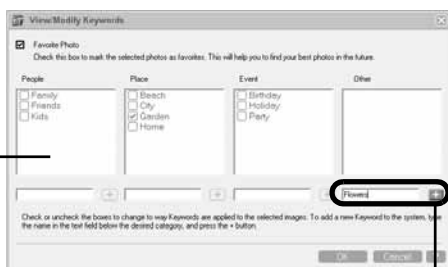 View/Modify Keywords
Favorite Photo
Check this box to mark the selected photos as favorites. This will help you to find your best photos in the future.
People Place Event Other
Family Beach Birthday
Friends City Holiday
Kids Garden Party
Home
Flowers
Check or uncheck the boxes to change to way Keywords are applied to the selected images. To add a new Keyword to the system, type
the name in the text field below the desired category, and press the + button.
OK Cancel